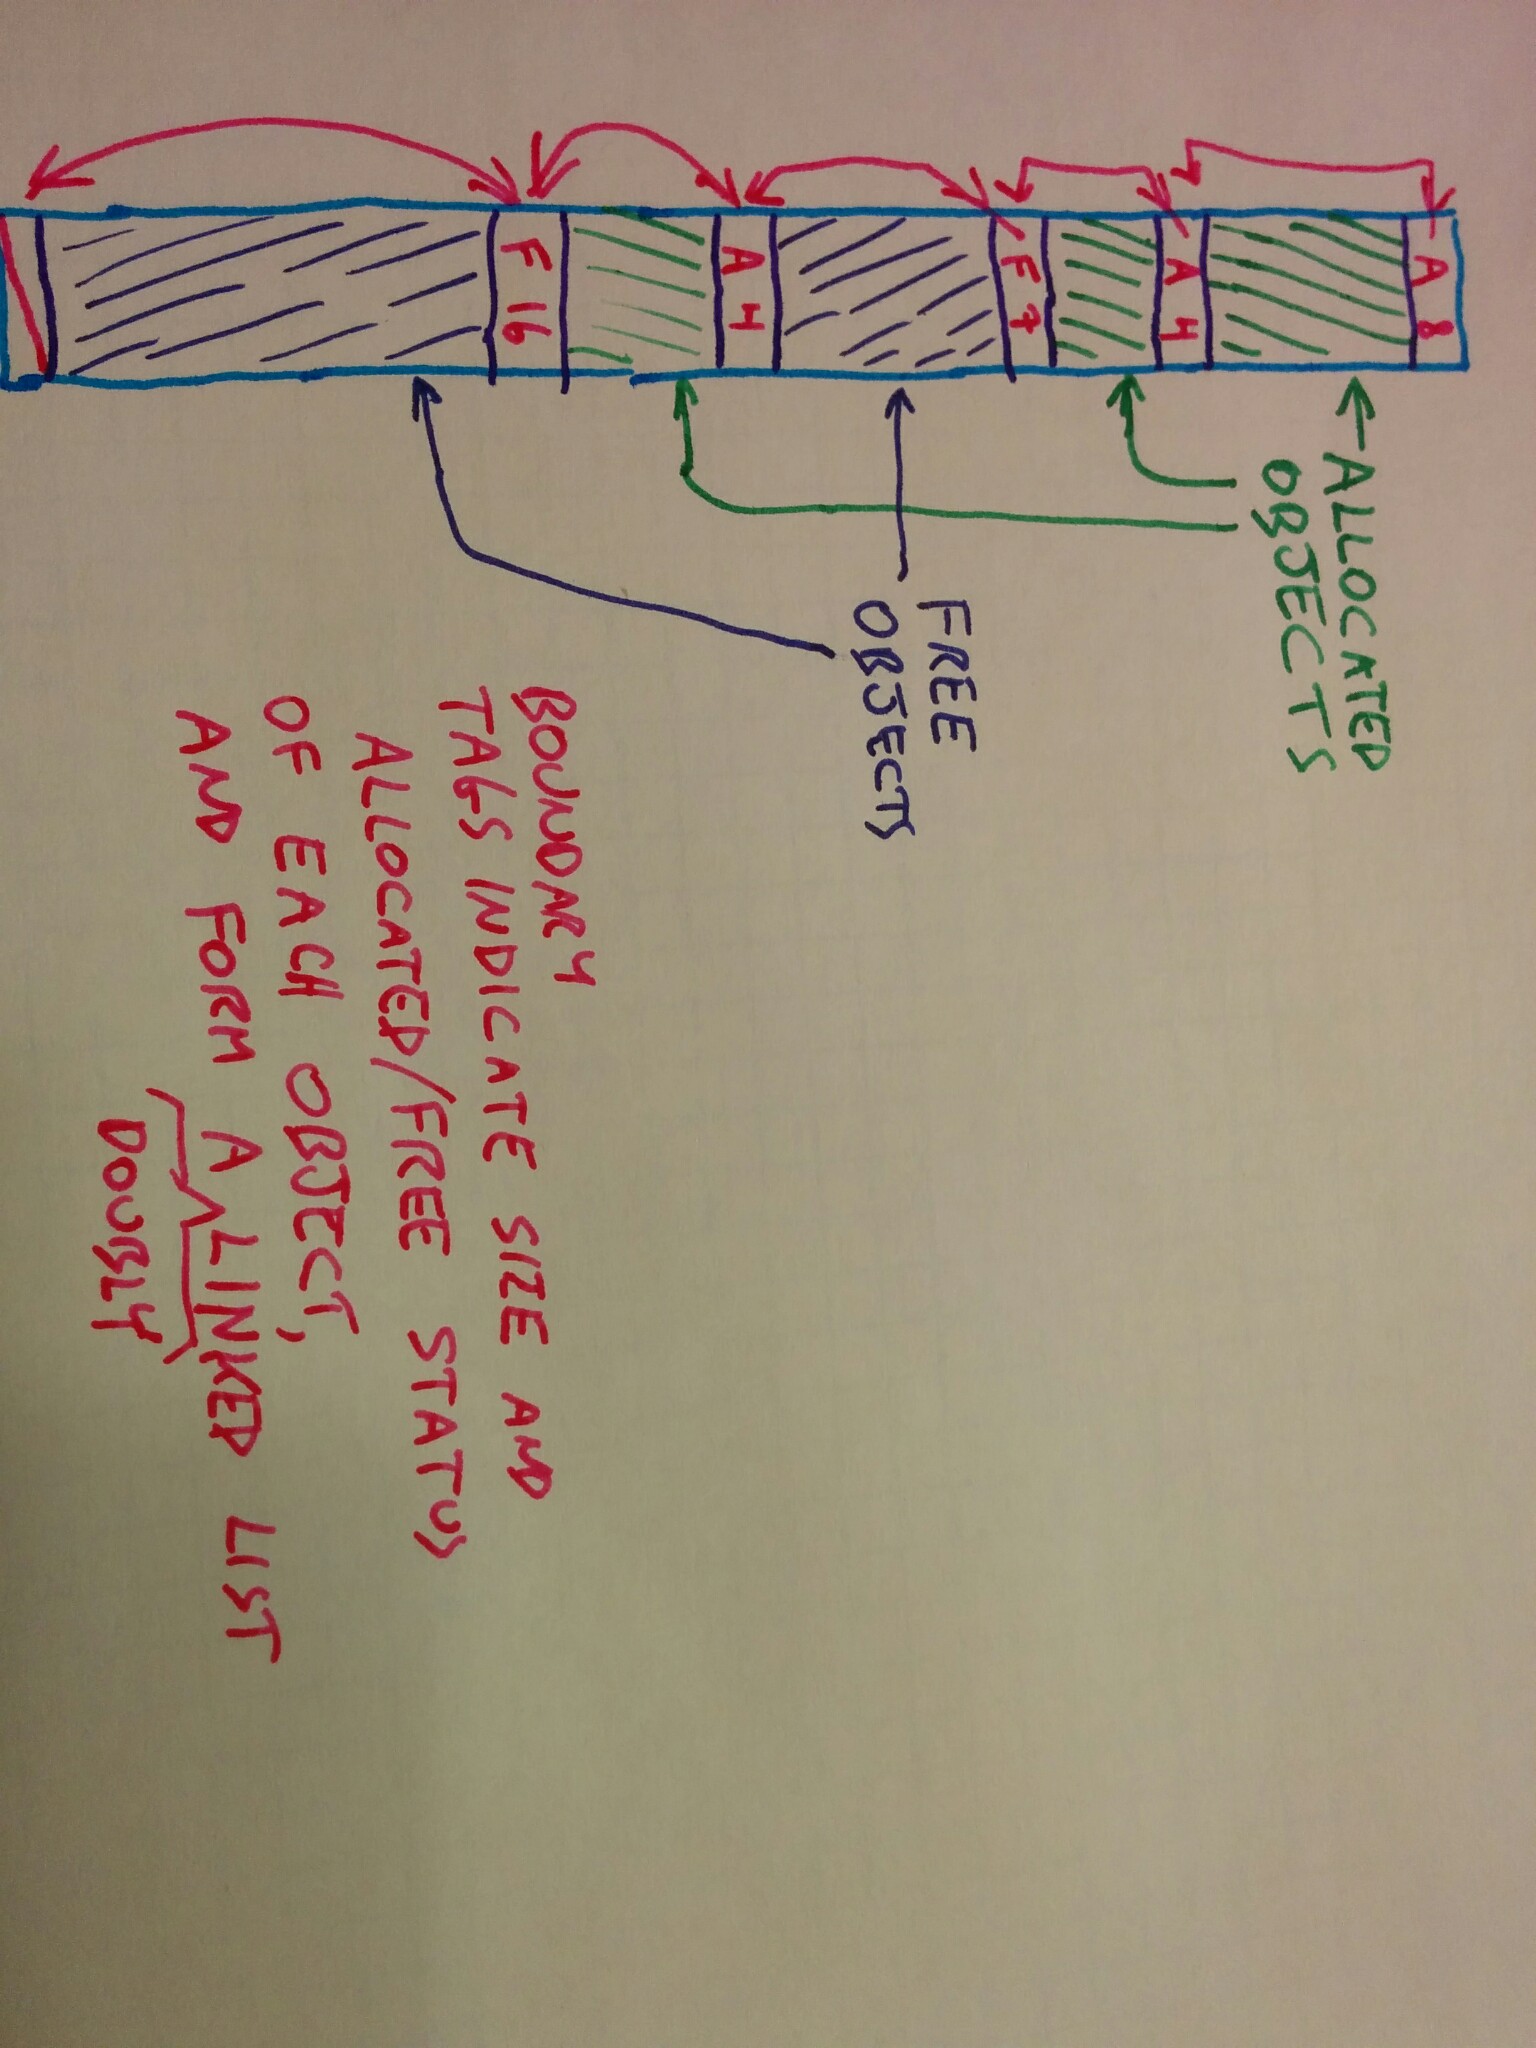 A 8
A 4
F 7
A 4
F 16
ALLOCATED
OBJECTS
FREE
OBJECTS
BOUNDARY
TAGS INDICATE SIZE AND
ALLOCATED/FREE STATUS
OF EACH OBJECT,
AND FORM A LINKED LIST
DOUBLY